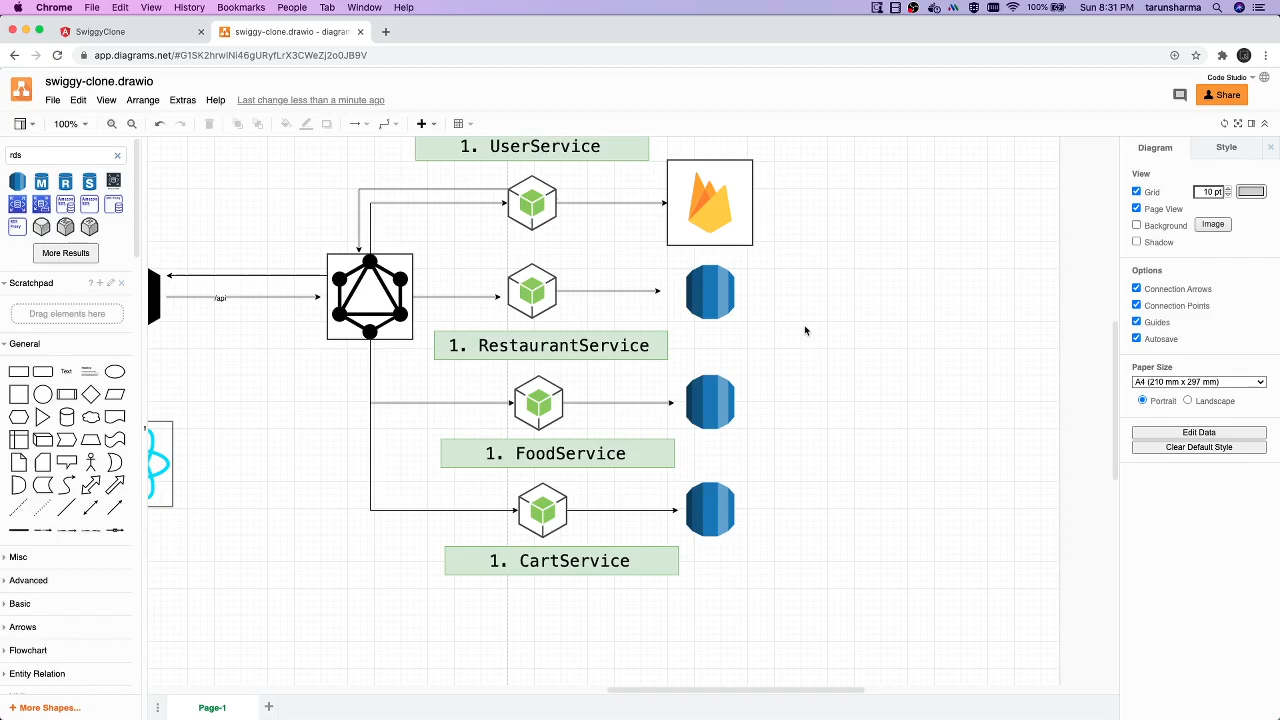 Chrome File Edit View History Bookmarks People Tab Window Help 100% Sun 8:31 PM tarunsharma
SwiggyClone
swiggy-clone.drawio - diagram
swiggy-clone.drawio
File Edit View Arrange Extras Help Last change less than a minute ago
Code Studio
Share
100%
rds
More Results
Scratchpad
Drag elements here
General
Text
Misc
Advanced
Basic
Arrows
Flowchart
Entity Relation
+ More Shapes...
1. UserService
/api
1. RestaurantService
1. FoodService
1. CartService
Page-1
Diagram Style
View
Grid 10 pt
Page View
Background Image
Shadow
Options
Connection Arrows
Connection Points
Guides
Autosave
Paper Size
A4 (210 mm x 297 mm)
Portrait Landscape
Edit Data
Clear Default Style